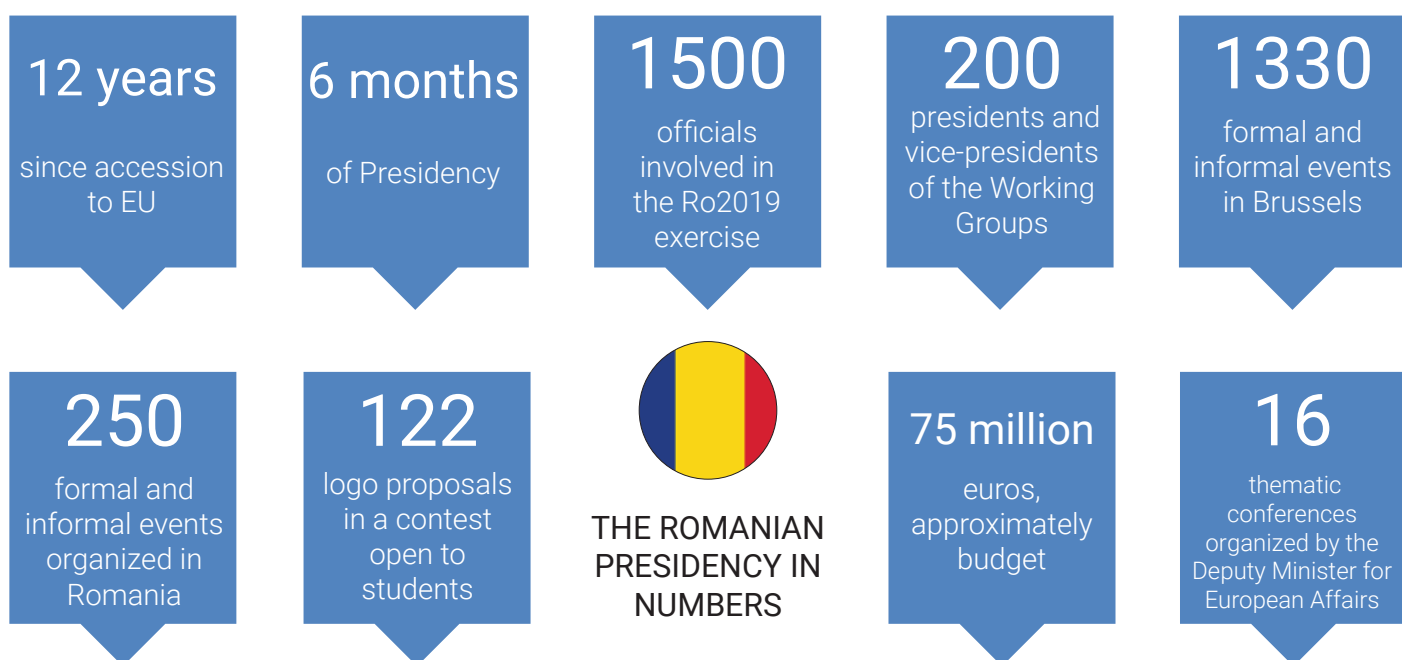 12 years
since accession
to EU
6 months
of Presidency
1500
officials
involved in
the Ro2019
exercise
200
presidents and
vice-presidents
of the Working
Groups
1330
formal and
informal events
in Brussels
250
formal and
informal events
organized in
Romania
122
logo proposals
in a contest
open to
students
THE ROMANIAN
PRESIDENCY IN
NUMBERS
75 million
euros,
approximately
budget
16
thematic
conferences
organized by the
Deputy Minister for
European Affairs